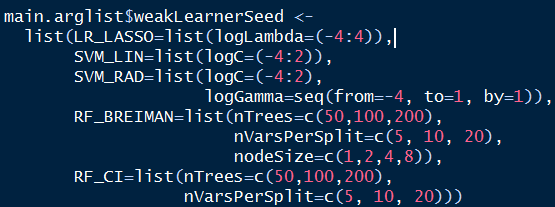 main.arglist$weakLearnerSeed <-
list(LR_LASSO=list(logLambda=(-4:4)),
SVM_LIN=list(logC=(-4:2)),
SVM_RAD=list(logC=(-4:2),
logGamma=seq(from=-4, to=1, by=1)),
RF_BREIMAN=list(nTrees=c(50,100,200),
nVarsPerSplit=c(5, 10, 20),
nodeSize=c(1,2,4,8)),
RF_CI=list(nTrees=c(50,100,200),
nVarsPerSplit=c(5, 10, 20)))